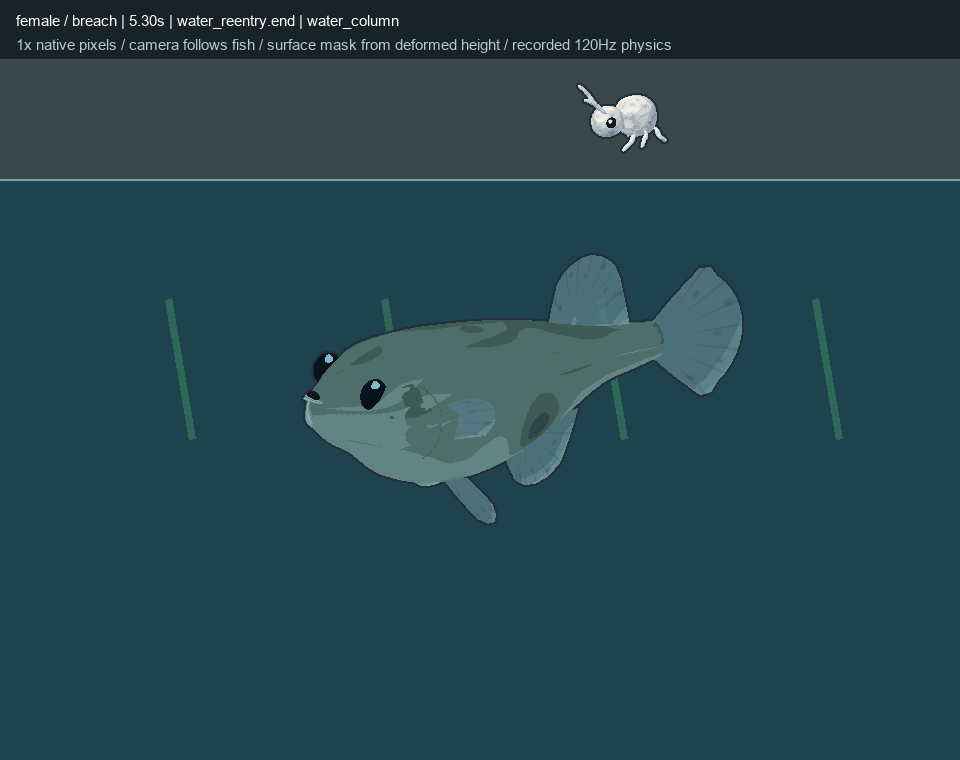 female / breach | 5.30s | water_reentry.end | water_column
1x native pixels / camera follows fish / surface mask from deformed height / recorded 120Hz physics